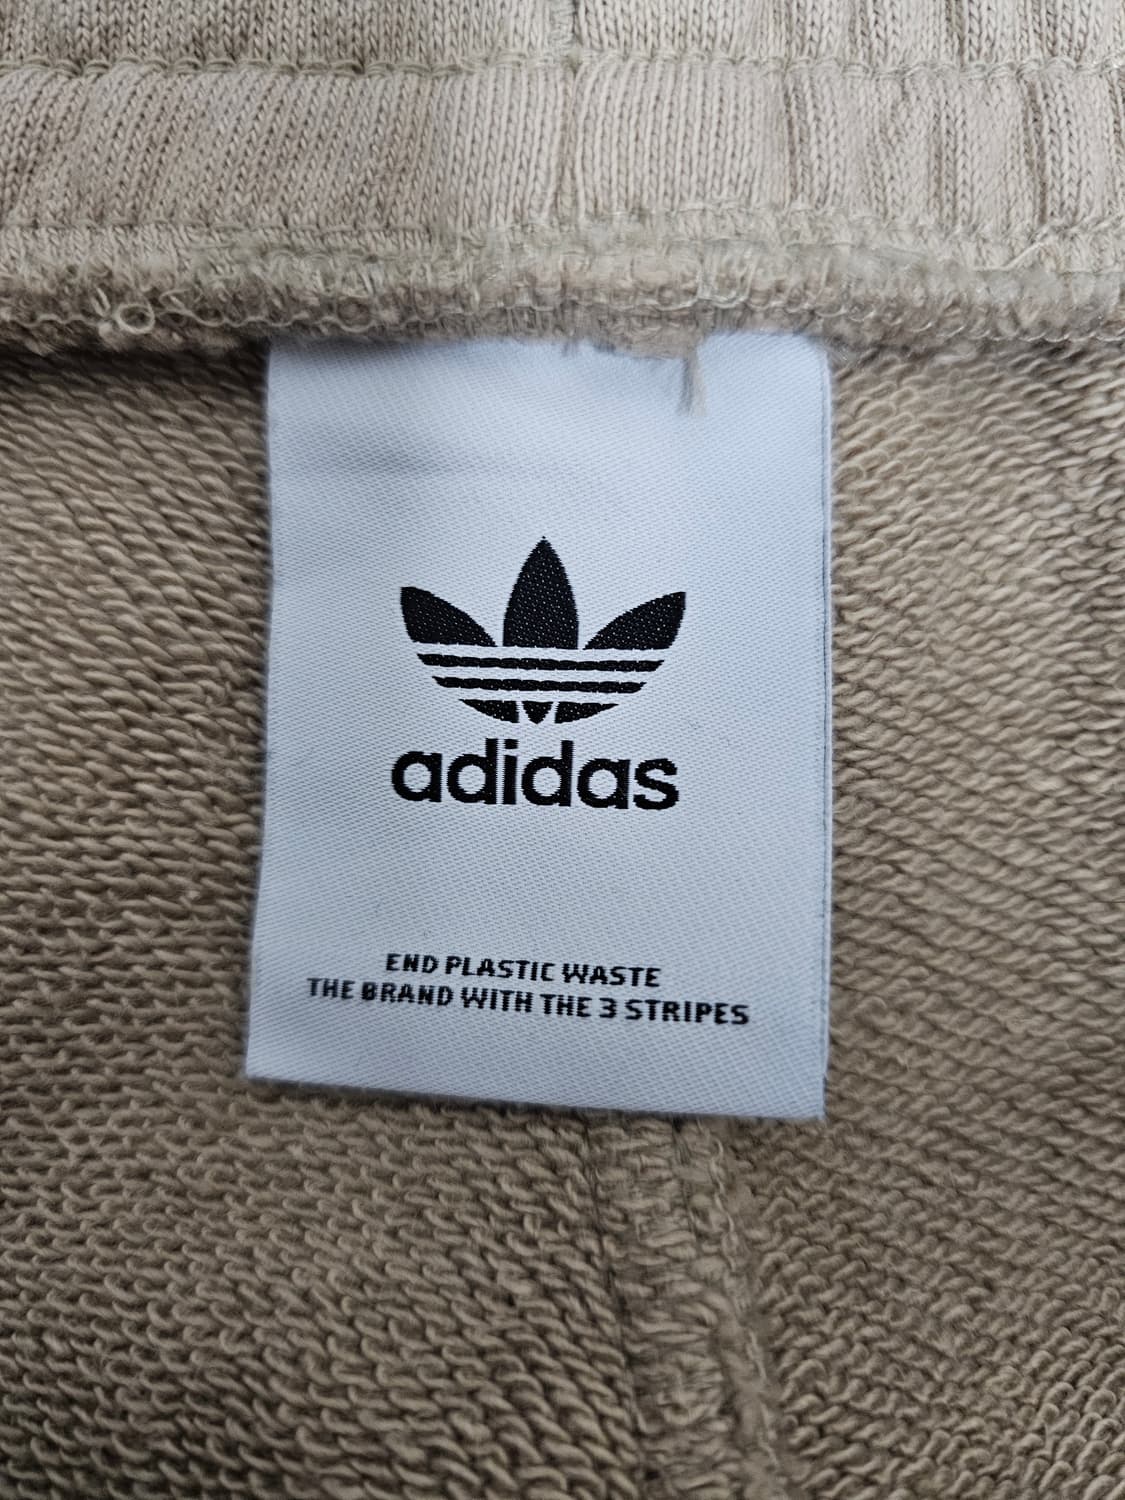 adidas
END PLASTIC WASTE
THE BRAND WITH THE 3 STRIPES